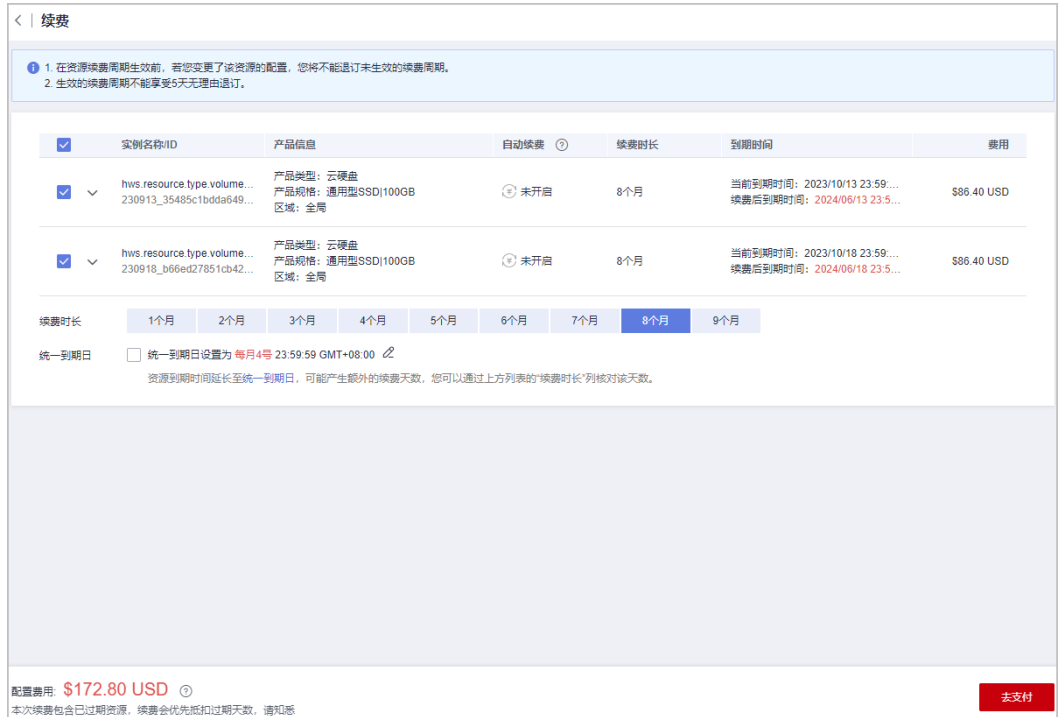 续费
1. 在资源续费周期生效前，若您变更了该资源的配置，您将不能退订未生效的续费周期。
2. 生效的续费周期不能享受5天无理由退订。
实例名称/ID 产品信息 自动续费 续费时长 到期时间 费用
hws.resource.type.volume... 产品类型：云硬盘 当前到期时间：2023/10/13 23:59:...
230913_35485c1bdda649... 产品规格：通用型SSD|100GB 未开启 8个月 续费后到期时间：2024/06/13 23:5... $86.40 USD
区域：全局
hws.resource.type.volume... 产品类型：云硬盘 当前到期时间：2023/10/18 23:59:...
230918_b66ed27851cb42... 产品规格：通用型SSD|100GB 未开启 8个月 续费后到期时间：2024/06/18 23:5... $86.40 USD
区域：全局
续费时长 1个月 2个月 3个月 4个月 5个月 6个月 7个月 8个月 9个月
统一到期日 统一到期日设置为 每月4号 23:59:59 GMT+08:00
资源到期时间延长至统一到期日，可能产生额外的续费天数，您可以通过上方列表的“续费时长”列核对该天数。
配置费用: $172.80 USD
去支付
本次续费包含已过期资源，续费会优先抵扣过期天数，请知悉